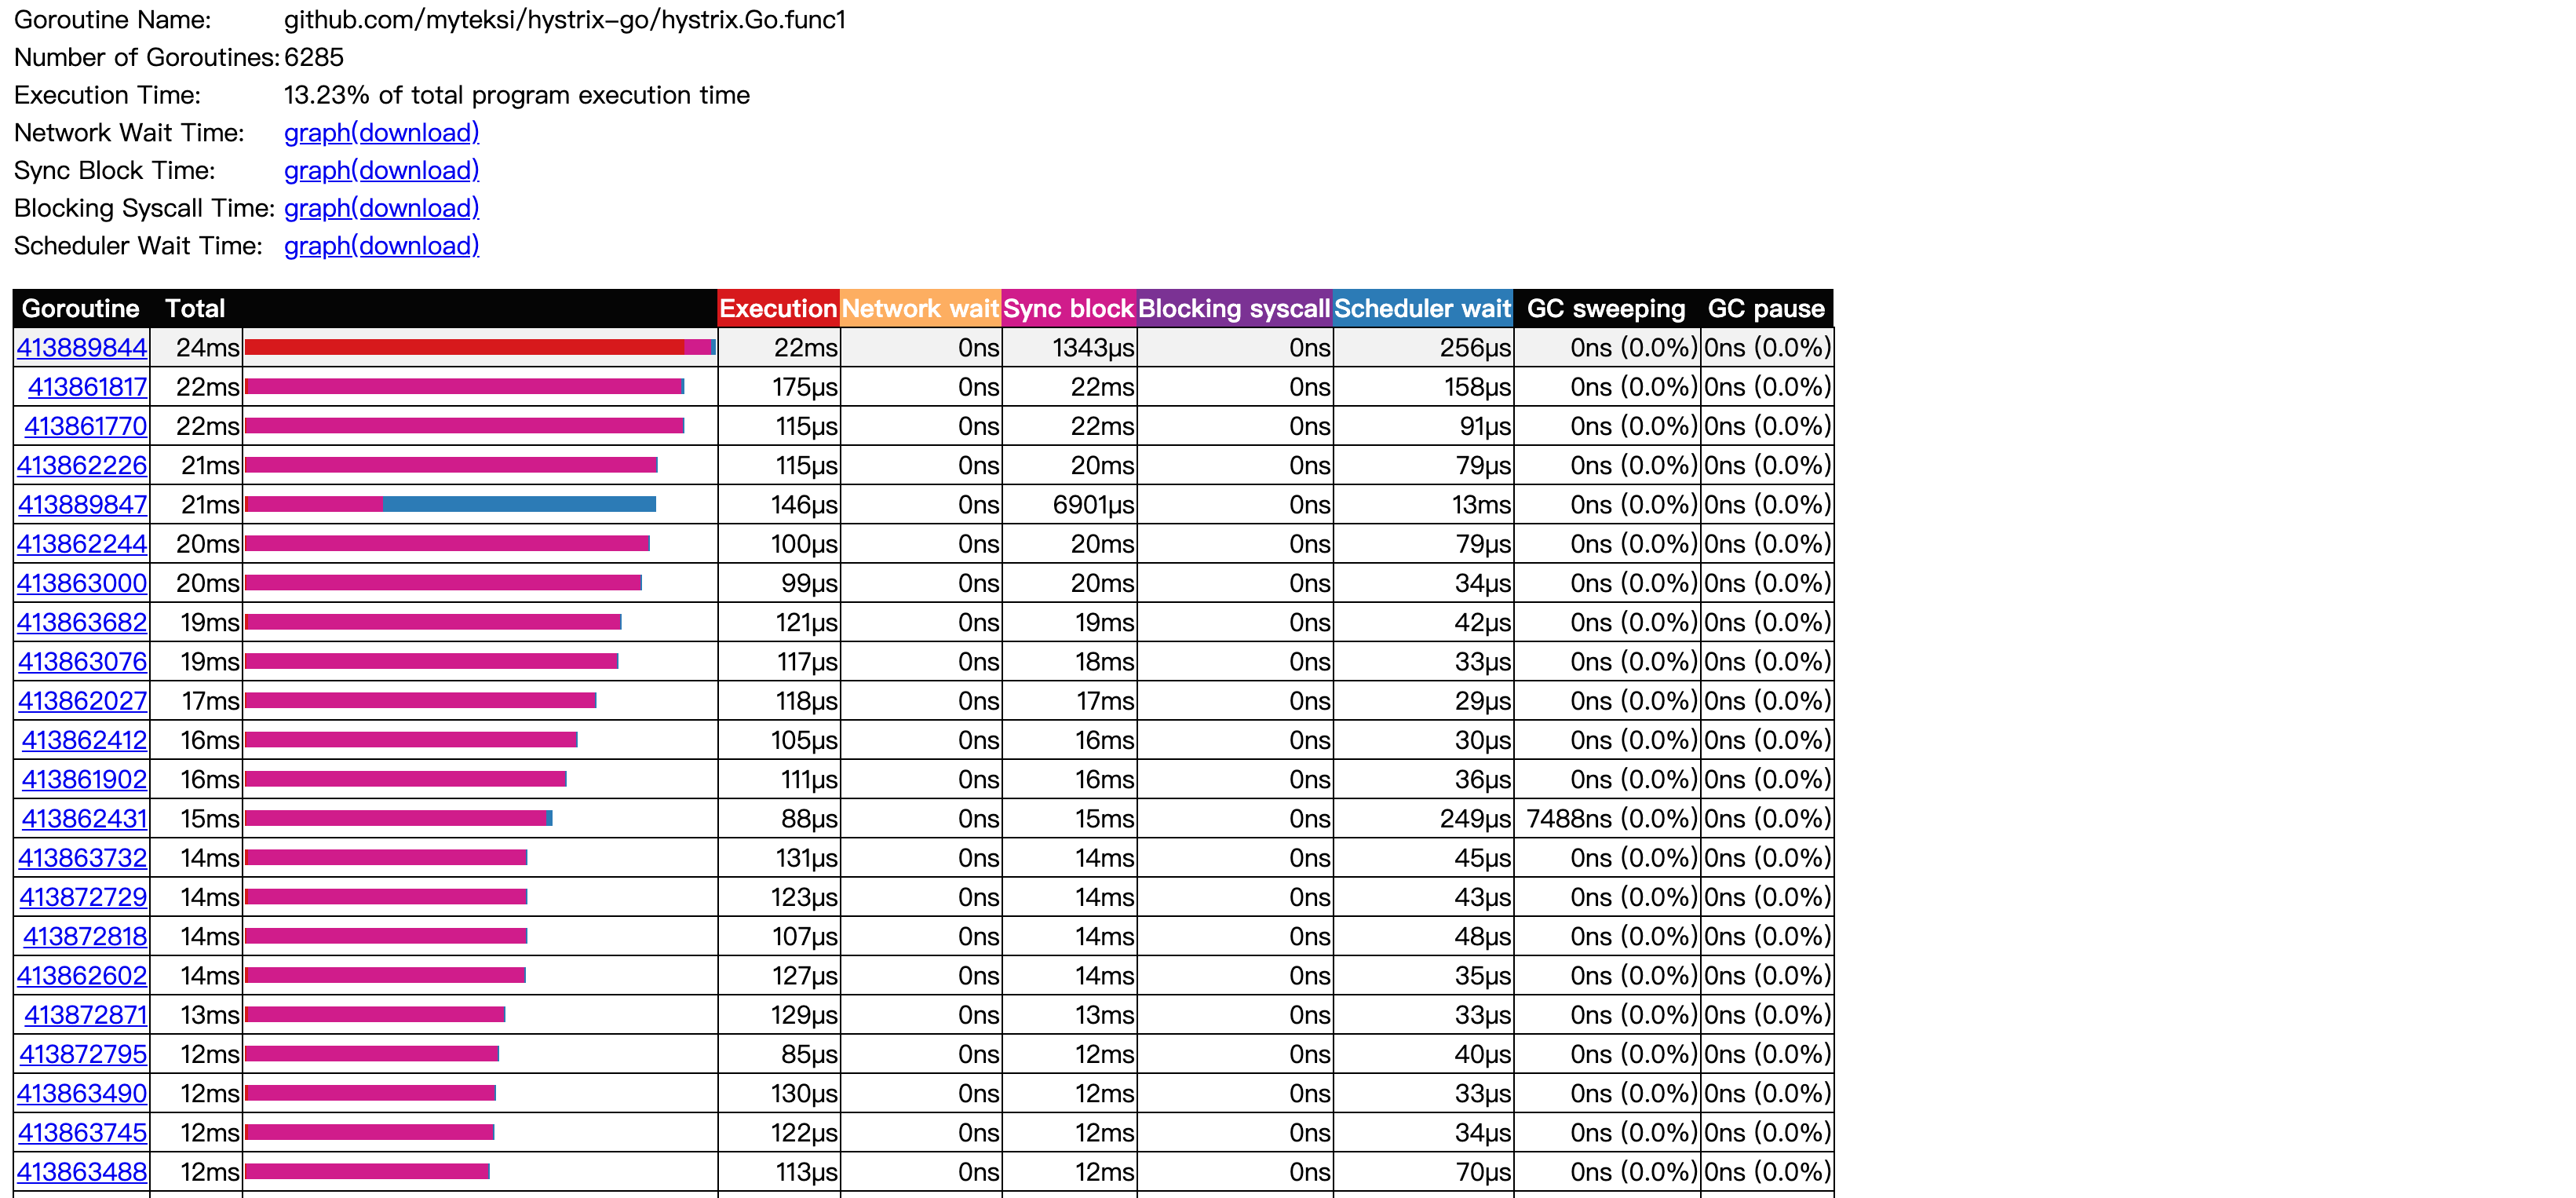 Goroutine Name: github.com/myteksi/hystrix-go/hystrix.Go.func1
Number of Goroutines: 6285
Execution Time: 13.23% of total program execution time
Network Wait Time: graph(download)
Sync Block Time: graph(download)
Blocking Syscall Time: graph(download)
Scheduler Wait Time: graph(download)
Goroutine Total Execution Network wait Sync block Blocking syscall Scheduler wait GC sweeping GC pause
413889844 24ms 22ms 0ns 1343µs 0ns 256µs 0ns (0.0%) 0ns (0.0%)
413861817 22ms 175µs 0ns 22ms 0ns 158µs 0ns (0.0%) 0ns (0.0%)
413861770 22ms 115µs 0ns 22ms 0ns 91µs 0ns (0.0%) 0ns (0.0%)
413862226 21ms 115µs 0ns 20ms 0ns 79µs 0ns (0.0%) 0ns (0.0%)
413889847 21ms 146µs 0ns 6901µs 0ns 13ms 0ns (0.0%) 0ns (0.0%)
413862244 20ms 100µs 0ns 20ms 0ns 79µs 0ns (0.0%) 0ns (0.0%)
413863000 20ms 99µs 0ns 20ms 0ns 34µs 0ns (0.0%) 0ns (0.0%)
413863682 19ms 121µs 0ns 19ms 0ns 42µs 0ns (0.0%) 0ns (0.0%)
413863076 19ms 117µs 0ns 18ms 0ns 33µs 0ns (0.0%) 0ns (0.0%)
413862027 17ms 118µs 0ns 17ms 0ns 29µs 0ns (0.0%) 0ns (0.0%)
413862412 16ms 105µs 0ns 16ms 0ns 30µs 0ns (0.0%) 0ns (0.0%)
413861902 16ms 111µs 0ns 16ms 0ns 36µs 0ns (0.0%) 0ns (0.0%)
413862431 15ms 88µs 0ns 15ms 0ns 249µs 7488ns (0.0%) 0ns (0.0%)
413863732 14ms 131µs 0ns 14ms 0ns 45µs 0ns (0.0%) 0ns (0.0%)
413872729 14ms 123µs 0ns 14ms 0ns 43µs 0ns (0.0%) 0ns (0.0%)
413872818 14ms 107µs 0ns 14ms 0ns 48µs 0ns (0.0%) 0ns (0.0%)
413862602 14ms 127µs 0ns 14ms 0ns 35µs 0ns (0.0%) 0ns (0.0%)
413872871 13ms 129µs 0ns 13ms 0ns 33µs 0ns (0.0%) 0ns (0.0%)
413872795 12ms 85µs 0ns 12ms 0ns 40µs 0ns (0.0%) 0ns (0.0%)
413863490 12ms 130µs 0ns 12ms 0ns 33µs 0ns (0.0%) 0ns (0.0%)
413863745 12ms 122µs 0ns 12ms 0ns 34µs 0ns (0.0%) 0ns (0.0%)
413863488 12ms 113µs 0ns 12ms 0ns 70µs 0ns (0.0%) 0ns (0.0%)